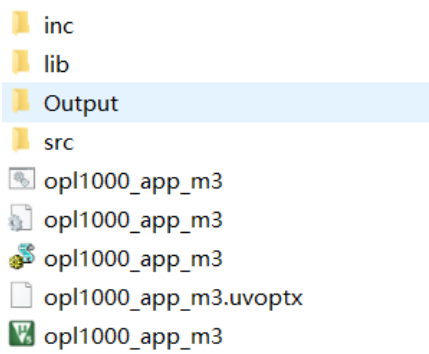 inc
lib
Output
src
opl1000_app_m3
opl1000_app_m3
opl1000_app_m3
opl1000_app_m3.uvoptx
opl1000_app_m3